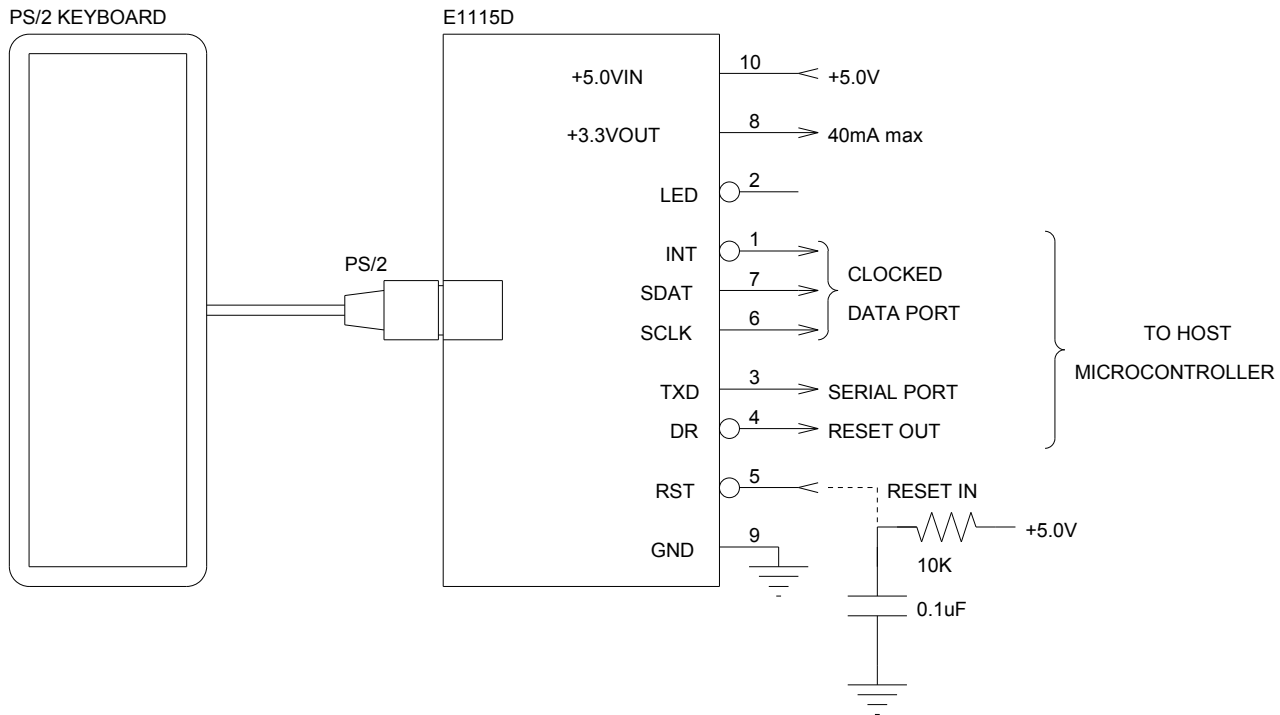 PS/2 KEYBOARD
E1115D
+5.0VIN
10
+5.0V
+3.3VOUT
8
40mA max
LED
2
INT
1
SDAT
7
SCLK
6
CLOCKED
DATA PORT
PS/2
TXD
3
SERIAL PORT
DR
4
RESET OUT
TO HOST
MICROCONTROLLER
RST
5
RESET IN
+5.0V
10K
GND
9
0.1uF